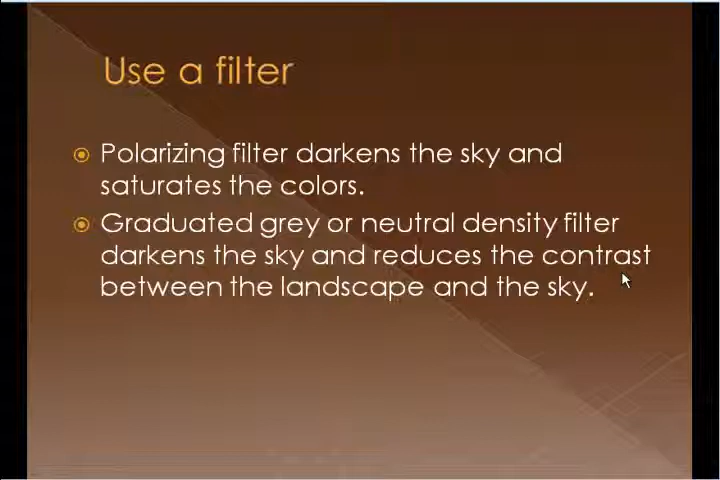 Use a filter
Polarizing filter darkens the sky and
saturates the colors.
Graduated grey or neutral density filter
darkens the sky and reduces the contrast
between the landscape and the sky.